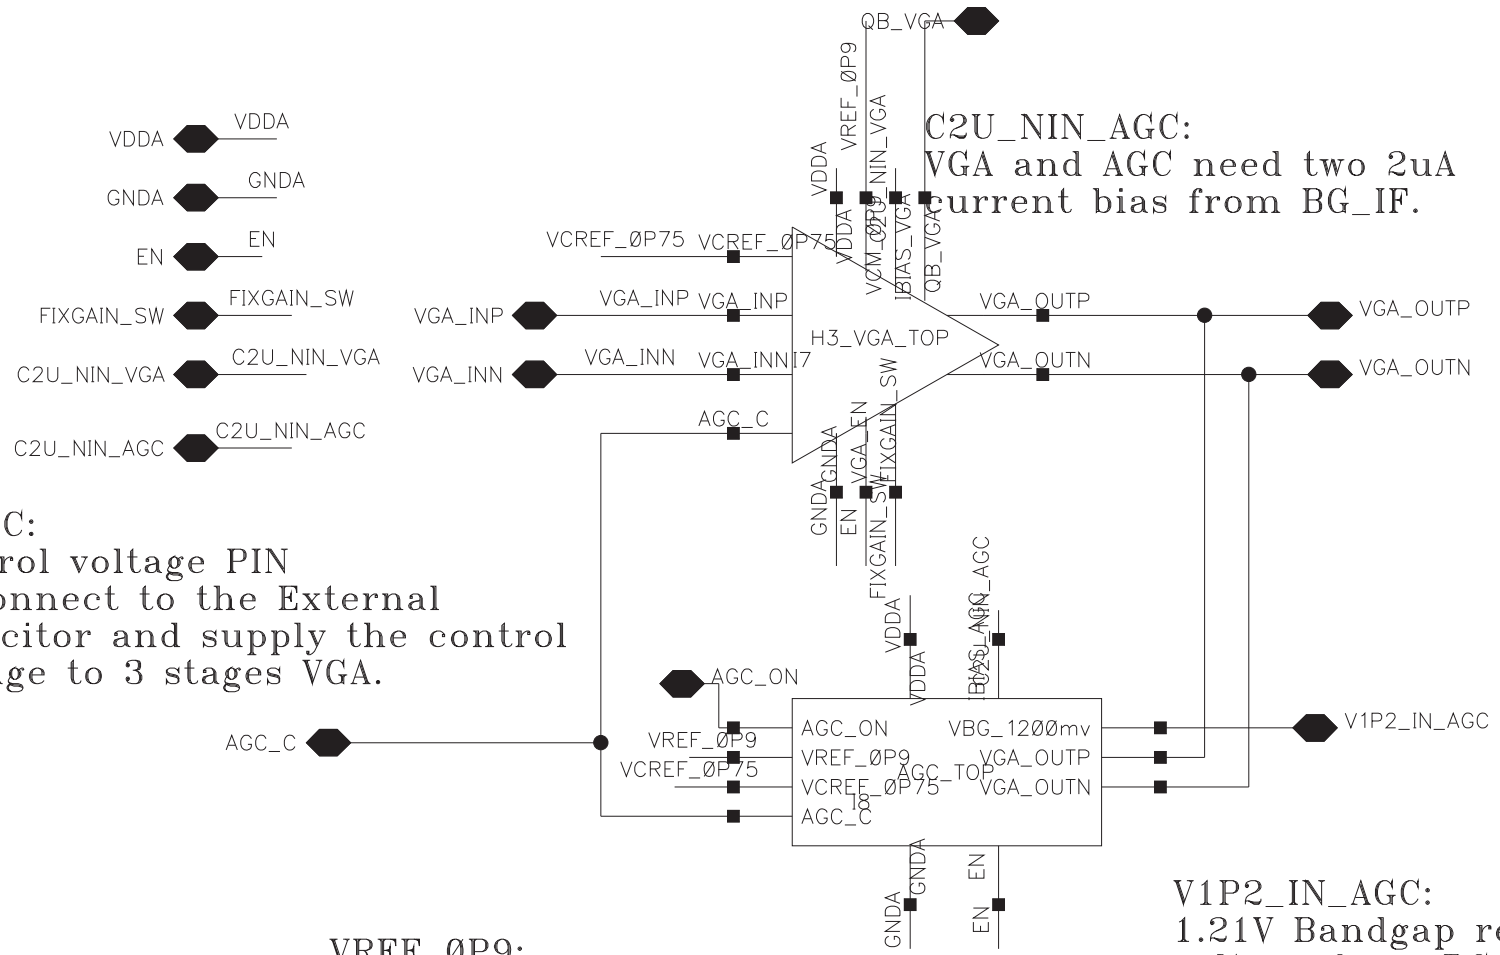 QB_VGA
VREF_0P9
C2U_NIN_VGA
VDDA
C2U_NIN_AGC:
VGA and AGC need two 2uA
current bias from BG_IF.
VDDA VDDA
GNDA GNDA
EN EN
FIXGAIN_SW FIXGAIN_SW
C2U_NIN_VGA C2U_NIN_VGA
C2U_NIN_AGC C2U_NIN_AGC
VDDA
VCM_0P9
IBIAS_VGA
QB_VGA
VCREF_0P75 VCREF_0P75
VGA_INP VGA_INP VGA_INP
VGA_INN VGA_INN VGA_INN
I7
AGC_C
H3_VGA_TOP
VGA_OUTP VGA_OUTP
VGA_OUTN VGA_OUTN
GNDA
VGA_EN
FIXGAIN_SW
GNDA
EN
FIXGAIN_SW
C:
rol voltage PIN
onnect to the External
citor and supply the control
ge to 3 stages VGA.
VDDA
C2U_NIN_AGC
VDDA
IBIAS_AGC
AGC_ON
AGC_C
VREF_0P9
VCREF_0P75
AGC_ON VBG_1200mv
VREF_0P9 VGA_OUTP
AGC_TOP
VCREF_0P75 VGA_OUTN
I8
AGC_C
V1P2_IN_AGC
GNDA EN
GNDA EN
V1P2_IN_AGC:
1.21V Bandgap re
VREF_0P9: